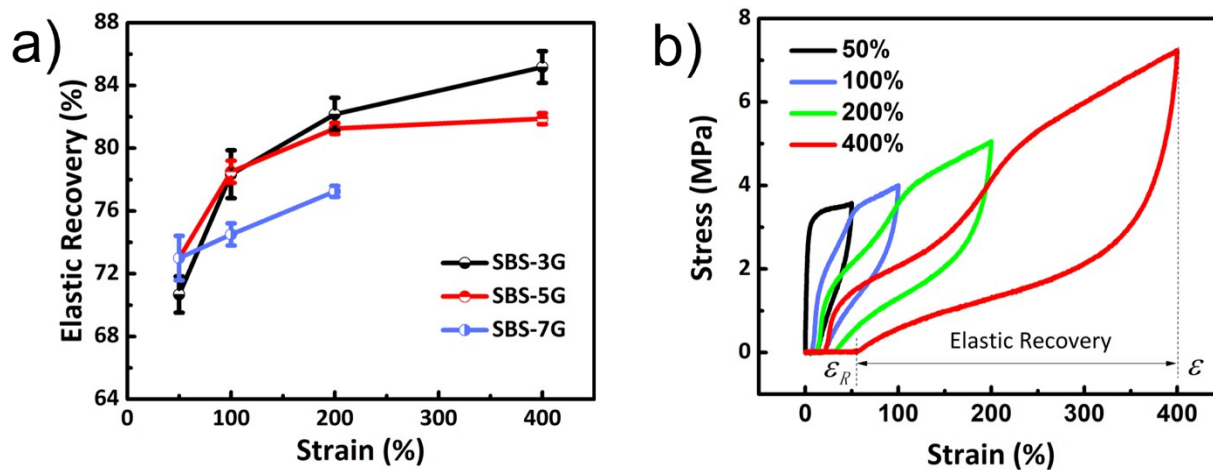 a)
Elastic Recovery (%)
88
84
80
76
72
68
64
0
100
200
300
400
Strain (%)
SBS-3G
SBS-5G
SBS-7G
b)
Stress (MPa)
8
6
4
2
0
0
100
200
300
400
Strain (%)
50%
100%
200%
400%
Elastic Recovery
ε_R
ε